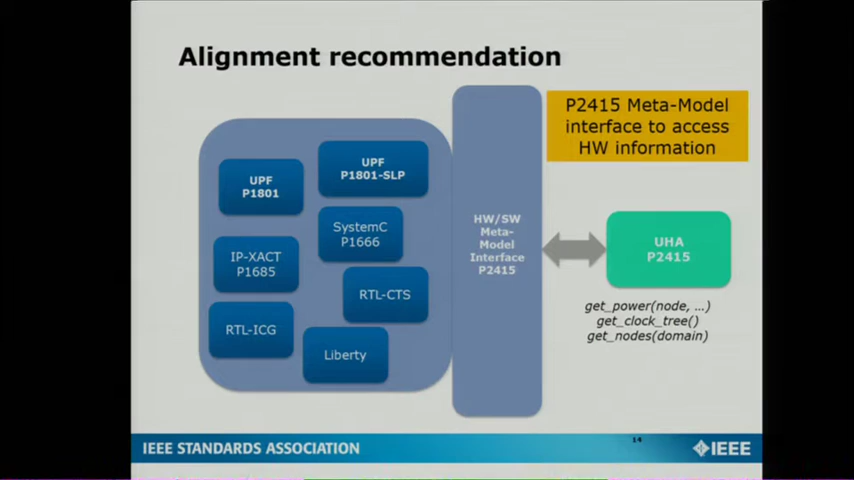 Alignment recommendation
P2415 Meta-Model
interface to access
HW information
UPF
P1801
UPF
P1801-SLP
SystemC
P1666
IP-XACT
P1685
RTL-CTS
RTL-ICG
Liberty
HW/SW
Meta-
Model
Interface
P2415
UHA
P2415
get_power(node, ...)
get_clock_tree()
get_nodes(domain)
14
IEEE STANDARDS ASSOCIATION
IEEE